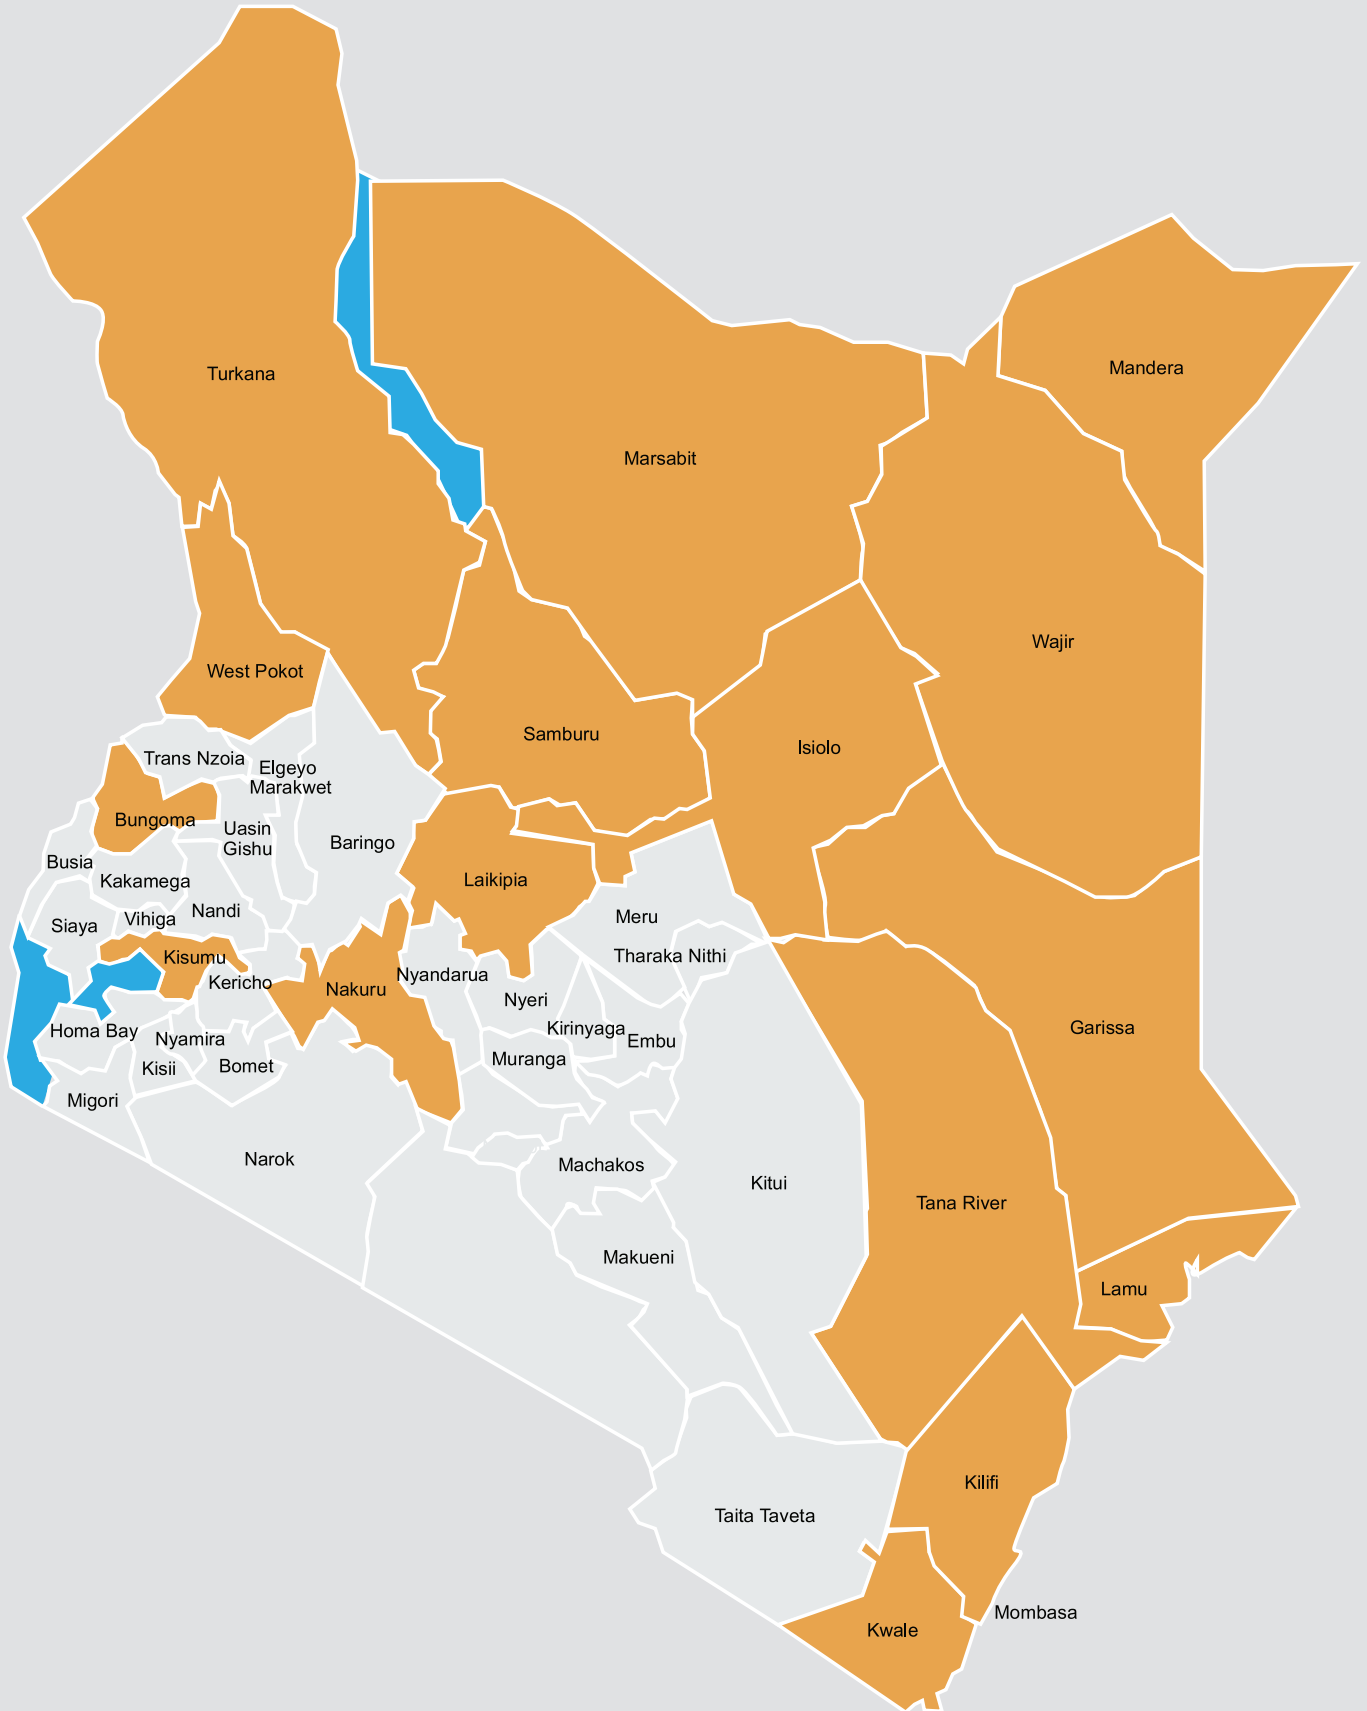 Turkana
Mandera
Marsabit
Wajir
West Pokot
Samburu
Isiolo
Trans Nzoia
Elgeyo
Marakwet
Bungoma
Uasin
Gishu
Baringo
Busia
Kakamega
Laikipia
Siaya
Vihiga
Nandi
Meru
Kisumu
Tharaka Nithi
Kericho
Nyandarua
Nakuru
Nyeri
Homa Bay
Nyamira
Kirinyaga
Embu
Garissa
Kisii
Bomet
Muranga
Migori
Narok
Machakos
Kitui
Tana River
Makueni
Lamu
Kilifi
Taita Taveta
Mombasa
Kwale